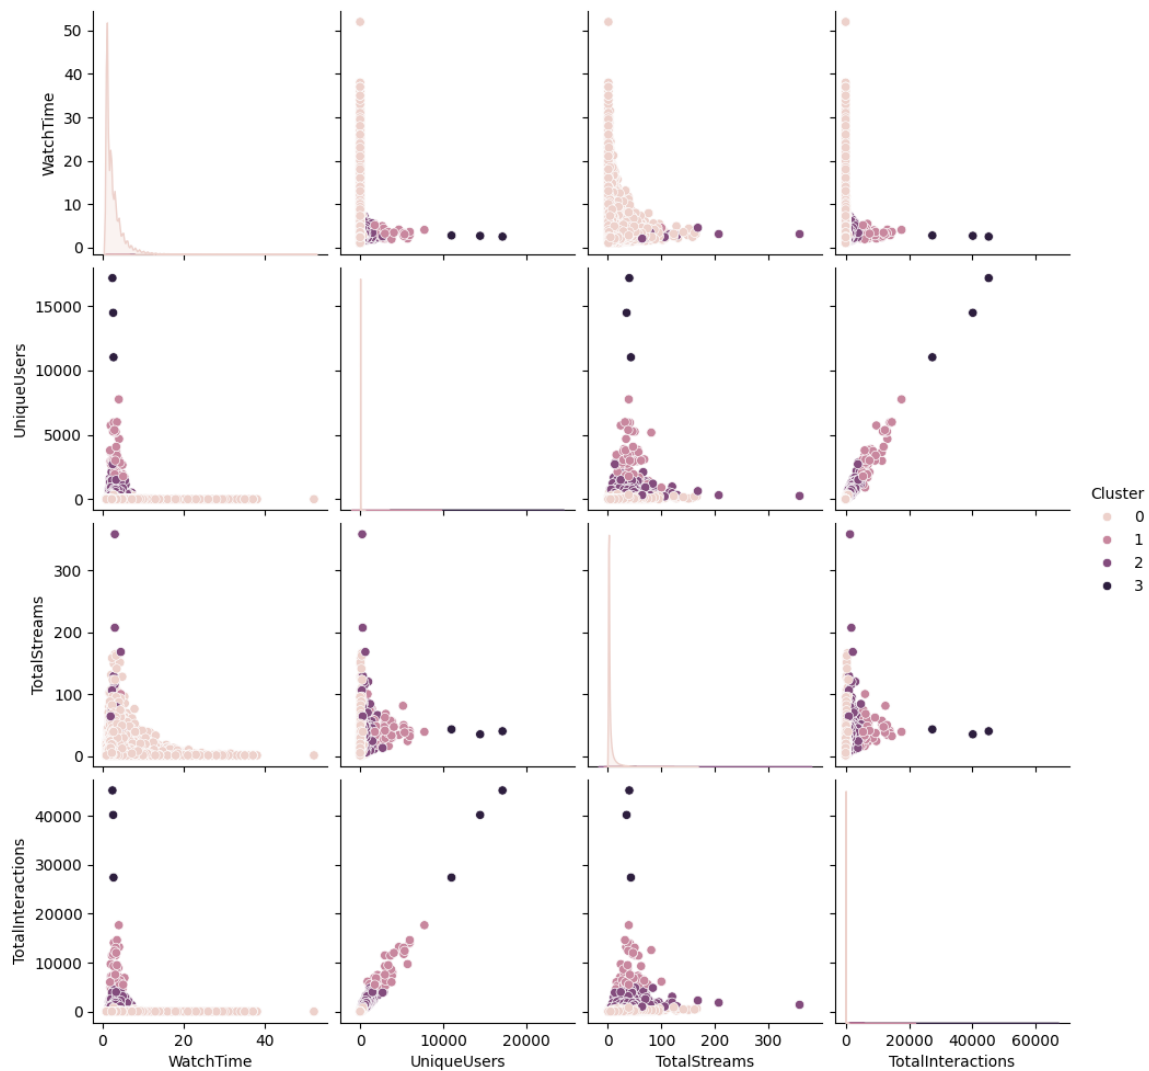 50
40
30
20
10
0
WatchTime
15000
10000
5000
0
UniqueUsers
Cluster
0
1
2
3
300
200
100
0
TotalStreams
40000
30000
20000
10000
0
TotalInteractions
0 20 40
0 10000 20000
0 100 200 300
0 20000 40000 60000
WatchTime
UniqueUsers
TotalStreams
TotalInteractions